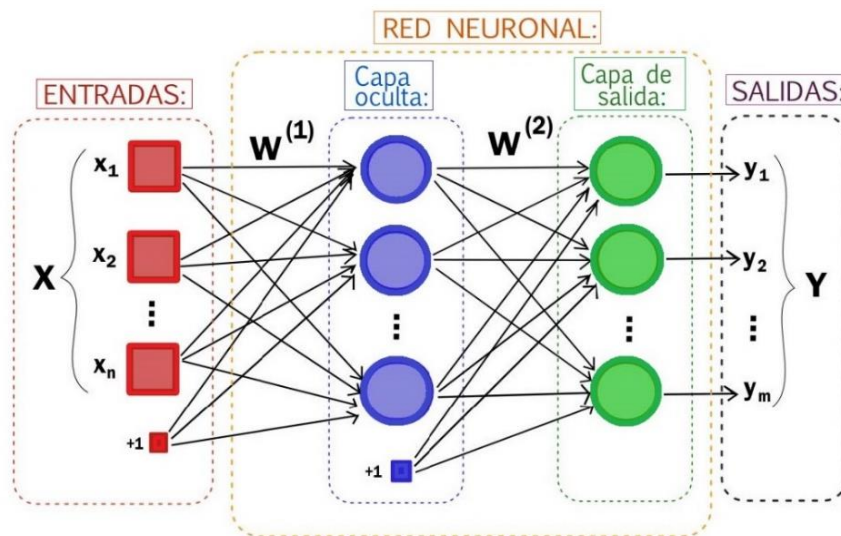 RED NEURONAL:
ENTRADAS:
Capa
oculta:
Capa de
salida:
SALIDAS:
X
x1
x2
⋮
xn
+1
W(1)
⋮
+1
W(2)
⋮
y1
y2
⋮
ym
Y